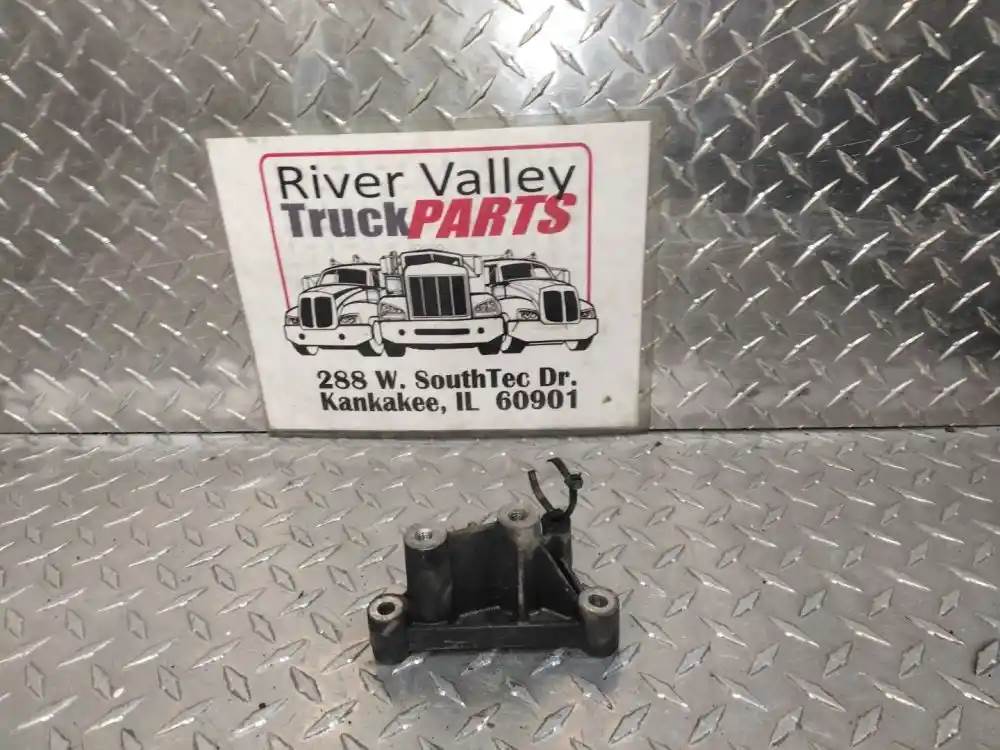 River Valley
TruckPARTS
288 W. SouthTec Dr.
Kankakee, IL 60901